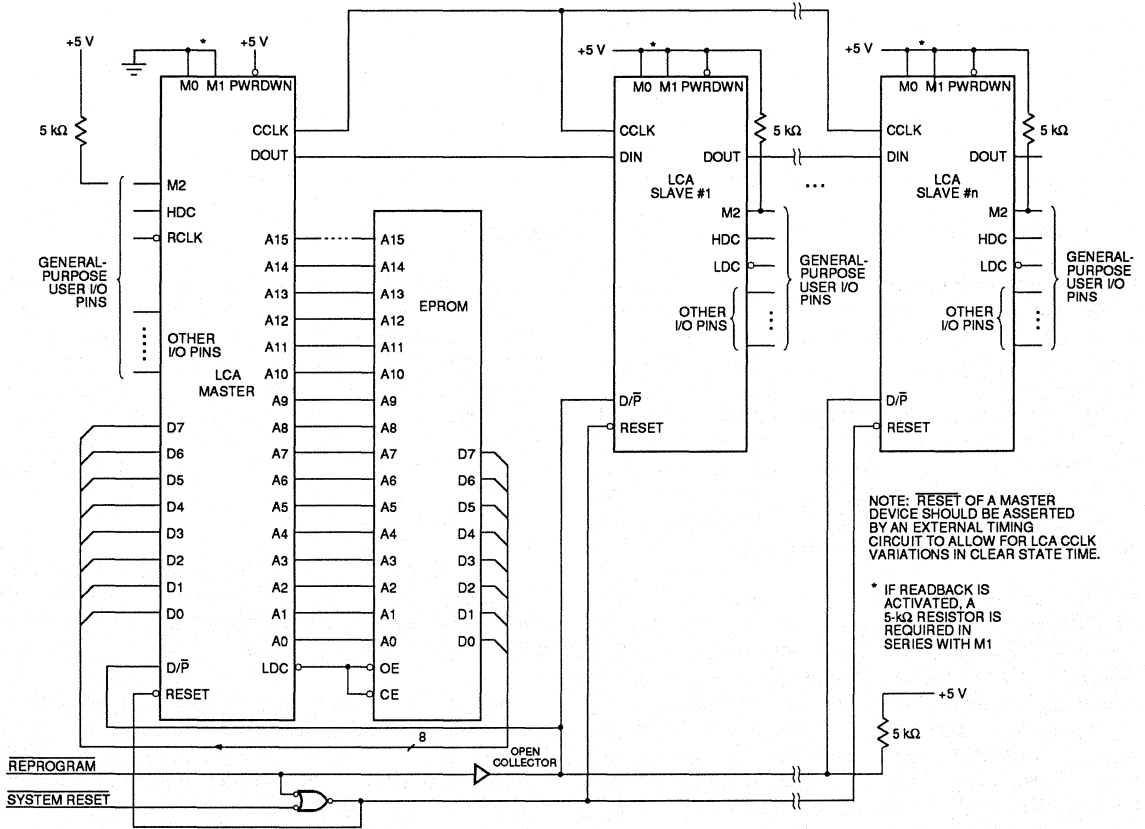 +5 V
*
+5 V
M0 M1 PWRDWN
5 kΩ
CCLK
DOUT
M2
HDC
RCLK
GENERAL-
PURPOSE
USER I/O
PINS
OTHER
I/O PINS
LCA
MASTER
D7
D6
D5
D4
D3
D2
D1
D0
D/P̅
RESET
A15
A14
A13
A12
A11
A10
A9
A8
A7
A6
A5
A4
A3
A2
A1
A0
LDC
A15
A14
A13
A12
A11
A10
A9
A8
A7
A6
A5
A4
A3
A2
A1
A0
OE
CE
EPROM
D7
D6
D5
D4
D3
D2
D1
D0
8
+5 V
*
M0 M1 PWRDWN
CCLK
DIN
DOUT
5 kΩ
LCA
SLAVE #1
M2
HDC
LDC
OTHER
I/O PINS
GENERAL-
PURPOSE
USER I/O
PINS
D/P̅
RESET
...
+5 V
*
M0 M1 PWRDWN
CCLK
DIN
DOUT
5 kΩ
LCA
SLAVE #n
M2
HDC
LDC
OTHER
I/O PINS
GENERAL-
PURPOSE
USER I/O
PINS
D/P̅
RESET
NOTE: R̅E̅S̅E̅T̅ OF A MASTER
DEVICE SHOULD BE ASSERTED
BY AN EXTERNAL TIMING
CIRCUIT TO ALLOW FOR LCA CCLK
VARIATIONS IN CLEAR STATE TIME.
* IF READBACK IS
ACTIVATED, A
5-kΩ RESISTOR IS
REQUIRED IN
SERIES WITH M1
+5 V
5 kΩ
R̅E̅P̅R̅O̅G̅R̅A̅M̅
OPEN
COLLECTOR
S̅Y̅S̅T̅E̅M̅ R̅E̅S̅E̅T̅